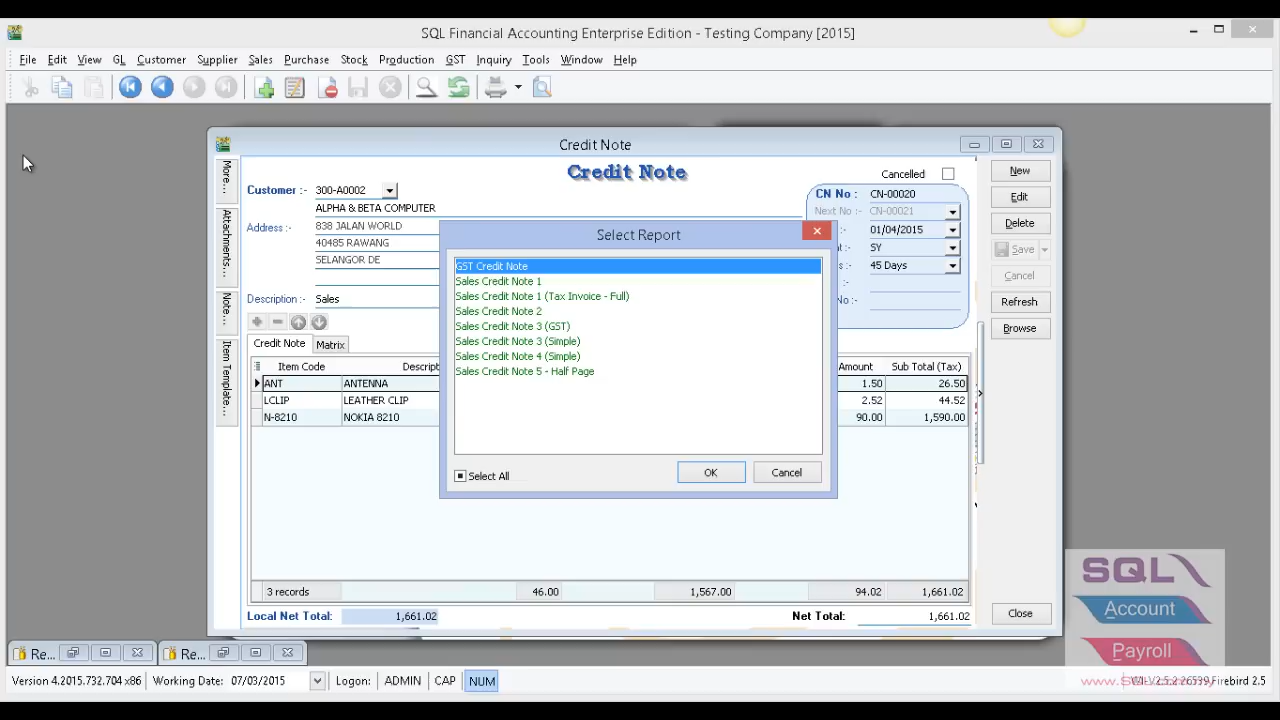 SQL Financial Accounting Enterprise Edition - Testing Company [2015]
File Edit View GL Customer Supplier Sales Purchase Stock Production GST Inquiry Tools Window Help
Credit Note
More...
Attachments...
Note...
Item Template...
Credit Note
Cancelled
Customer :- 300-A0002
ALPHA & BETA COMPUTER
Address :- 838 JALAN WORLD
40485 RAWANG
SELANGOR DE
Description :- Sales
CN No : CN-00020
Next No : CN-00021
: 01/04/2015
t : SY
s : 45 Days
No :
New
Edit
Delete
Save
Cancel
Refresh
Browse
Select Report
GST Credit Note
Sales Credit Note 1
Sales Credit Note 1 (Tax Invoice - Full)
Sales Credit Note 2
Sales Credit Note 3 (GST)
Sales Credit Note 3 (Simple)
Sales Credit Note 4 (Simple)
Sales Credit Note 5 - Half Page
Select All
OK Cancel
Credit Note Matrix
Item Code Descript Amount Sub Total (Tax)
ANT ANTENNA 1.50 26.50
LCLIP LEATHER CLIP 2.52 44.52
N-8210 NOKIA 8210 90.00 1,590.00
3 records 46.00 1,567.00 94.02 1,661.02
Local Net Total: 1,661.02 Net Total: 1,661.02
Close
SQL
Account
Payroll
Re... Re...
Version 4.2015.732.704 x86 Working Date: 07/03/2015 Logon: ADMIN CAP NUM
Firebird 2.5